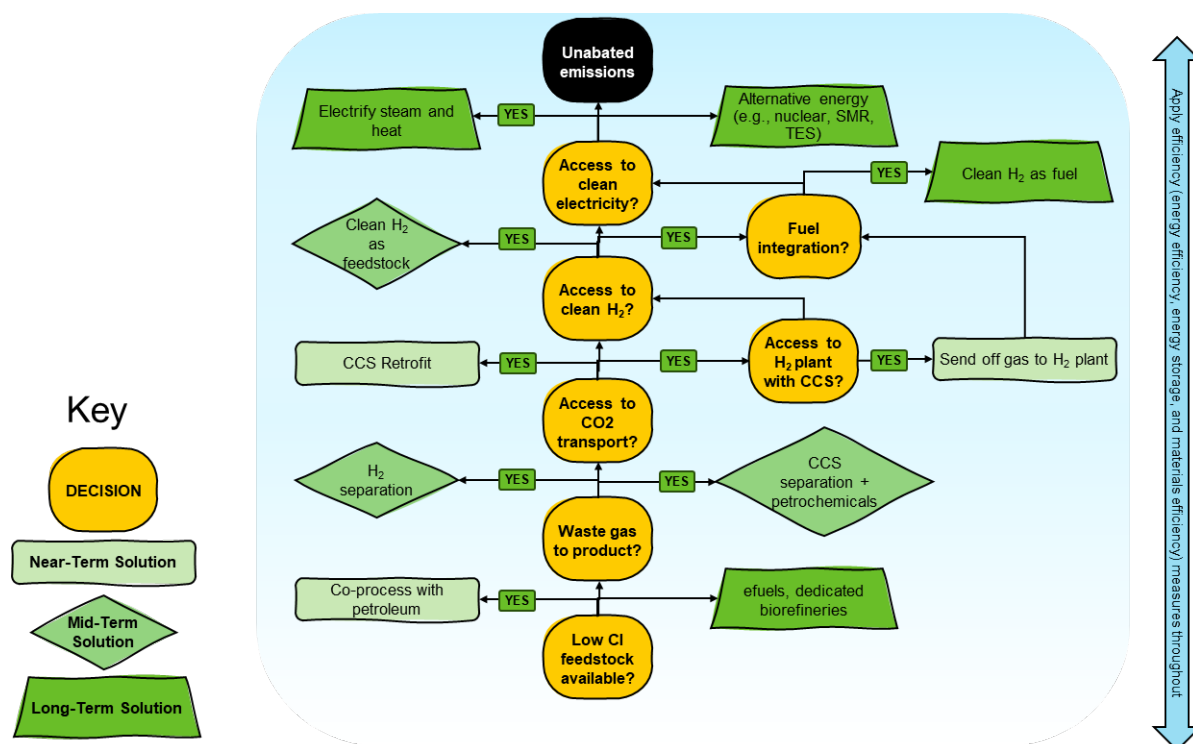 Unabated
emissions
Electrify steam and
heat
YES
Alternative energy
(e.g., nuclear, SMR,
TES)
Access to
clean
electricity?
YES
Clean H₂ as fuel
Clean H₂
as
feedstock
YES
YES
Fuel
integration?
Access to
clean H₂?
CCS Retrofit
YES
YES
Access to
H₂ plant
with CCS?
YES
Send off gas to H₂ plant
Access to
CO2
transport?
H₂
separation
YES
YES
CCS
separation +
petrochemicals
Waste gas
to product?
Co-process with
petroleum
YES
efuels, dedicated
biorefineries
Low CI
feedstock
available?
Key
DECISION
Near-Term Solution
Mid-Term
Solution
Long-Term Solution
Apply efficiency (energy efficiency, energy storage, and materials efficiency) measures throughout